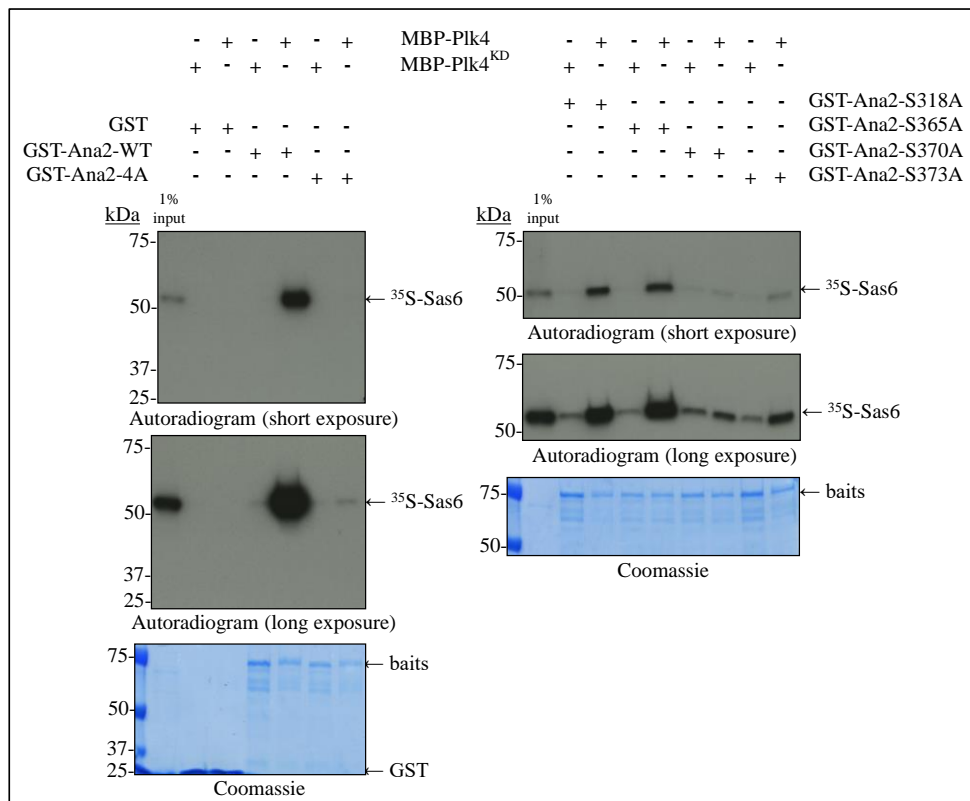 - + - + - + MBP-Plk4 - + - + - + - +
+ - + - + - MBP-Plk4KD + - + - + - + -
+ + - - - - - - GST-Ana2-S318A
GST + + - - - - - - + + - - - - GST-Ana2-S365A
GST-Ana2-WT - - + + - - - - - - + + - - GST-Ana2-S370A
GST-Ana2-4A - - - - + + - - - - - - + + GST-Ana2-S373A
kDa
1%
input
75-
50-
37-
25-
← 35S-Sas6
Autoradiogram (short exposure)
75-
50-
37-
25-
← 35S-Sas6
Autoradiogram (long exposure)
75-
50-
37-
25-
← baits
← GST
Coomassie
kDa
1%
input
75-
50-
← 35S-Sas6
Autoradiogram (short exposure)
75-
50-
← 35S-Sas6
Autoradiogram (long exposure)
75-
50-
← baits
Coomassie